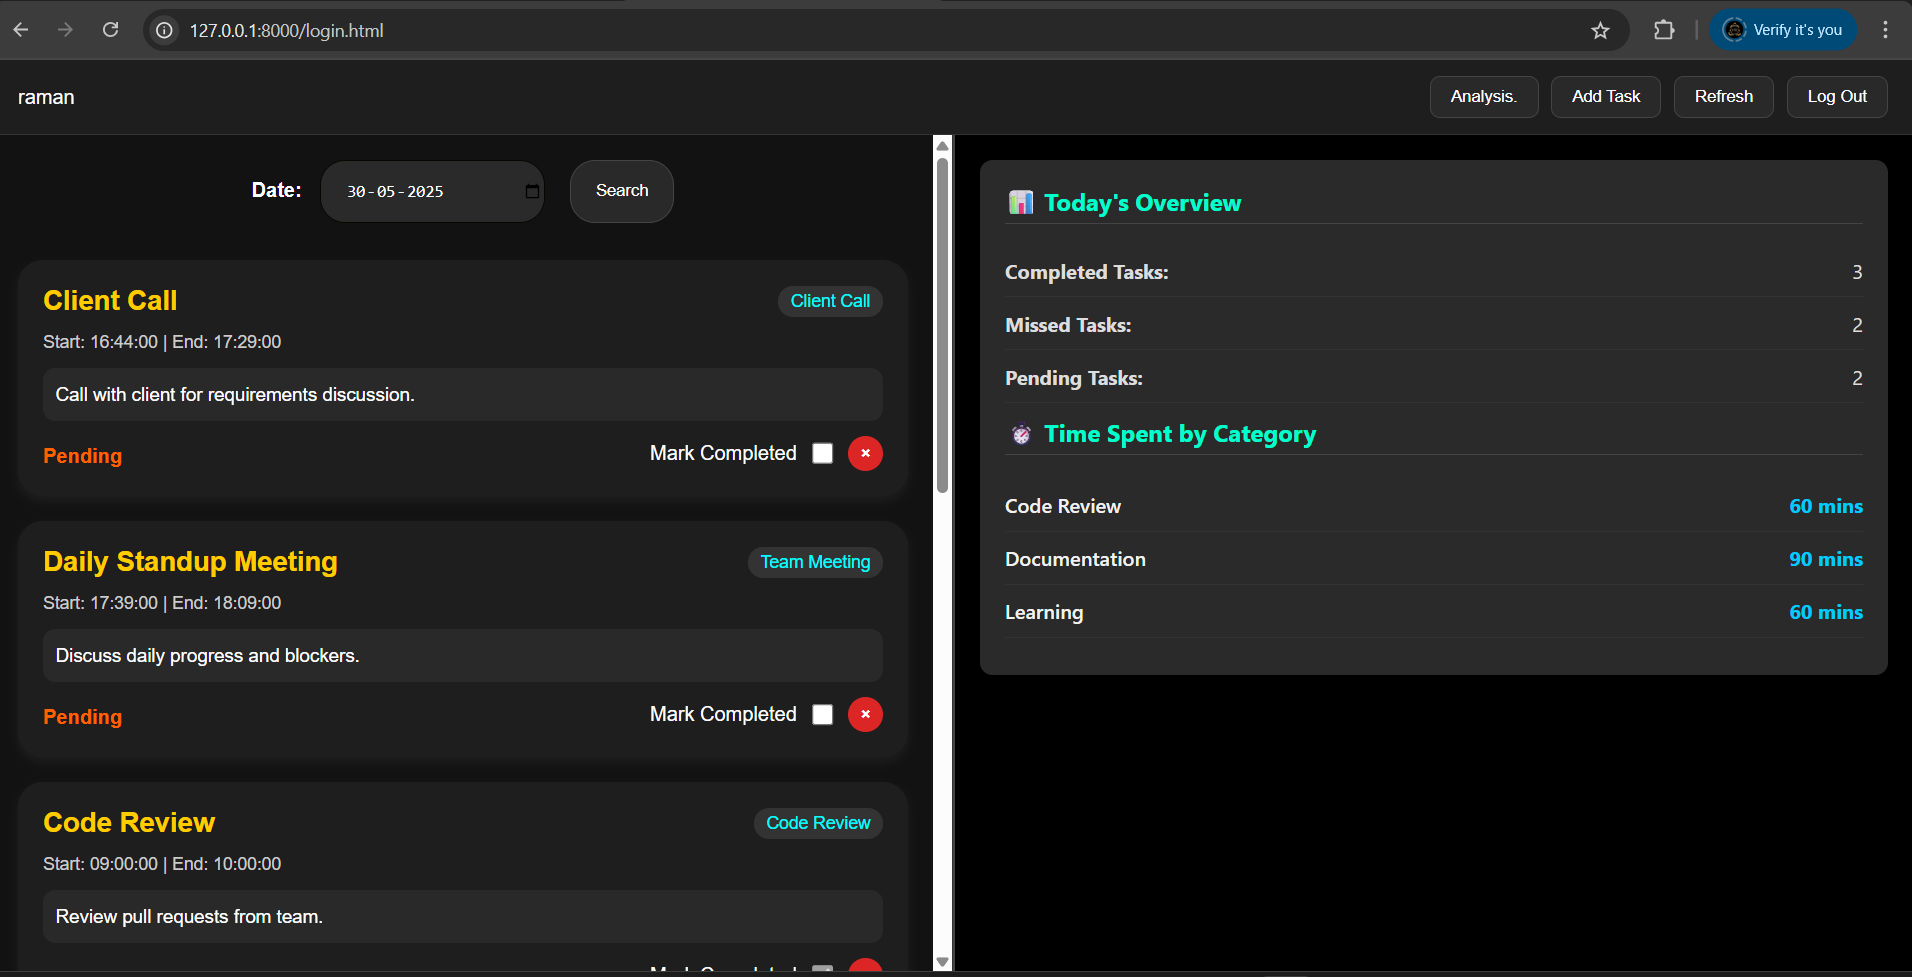 127.0.0.1:8000/login.html
Verify it's you
raman
Analysis.
Add Task
Refresh
Log Out
Date:
30-05-2025
Search
Client Call
Client Call
Start: 16:44:00 | End: 17:29:00
Call with client for requirements discussion.
Pending
Mark Completed
Daily Standup Meeting
Team Meeting
Start: 17:39:00 | End: 18:09:00
Discuss daily progress and blockers.
Pending
Mark Completed
Code Review
Code Review
Start: 09:00:00 | End: 10:00:00
Review pull requests from team.
Today's Overview
Completed Tasks: 3
Missed Tasks: 2
Pending Tasks: 2
Time Spent by Category
Code Review 60 mins
Documentation 90 mins
Learning 60 mins